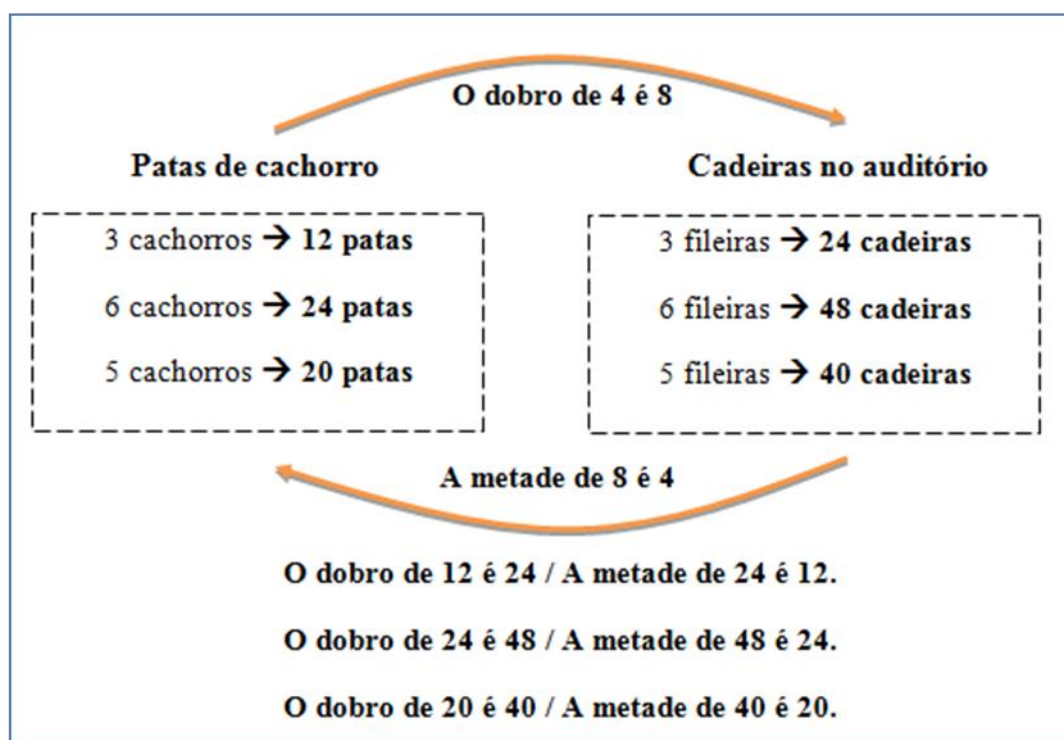 O dobro de 4 é 8
Patas de cachorro
Cadeiras no auditório
3 cachorros → 12 patas
6 cachorros → 24 patas
5 cachorros → 20 patas
3 fileiras → 24 cadeiras
6 fileiras → 48 cadeiras
5 fileiras → 40 cadeiras
A metade de 8 é 4
O dobro de 12 é 24 / A metade de 24 é 12.
O dobro de 24 é 48 / A metade de 48 é 24.
O dobro de 20 é 40 / A metade de 40 é 20.